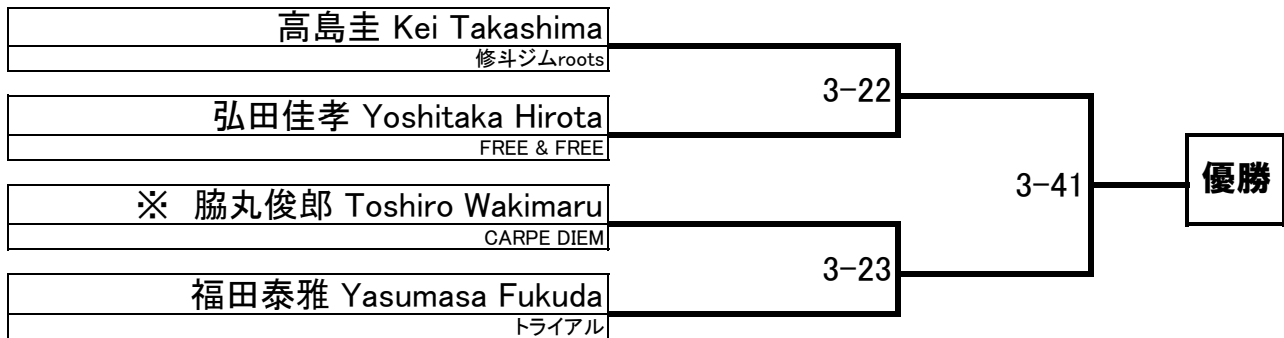 高島圭 Kei Takashima
修斗ジムroots
3-22
弘田佳孝 Yoshitaka Hirota
FREE & FREE
3-41
優勝
※ 脇丸俊郎 Toshiro Wakimaru
CARPE DIEM
3-23
福田泰雅 Yasumasa Fukuda
トライアル